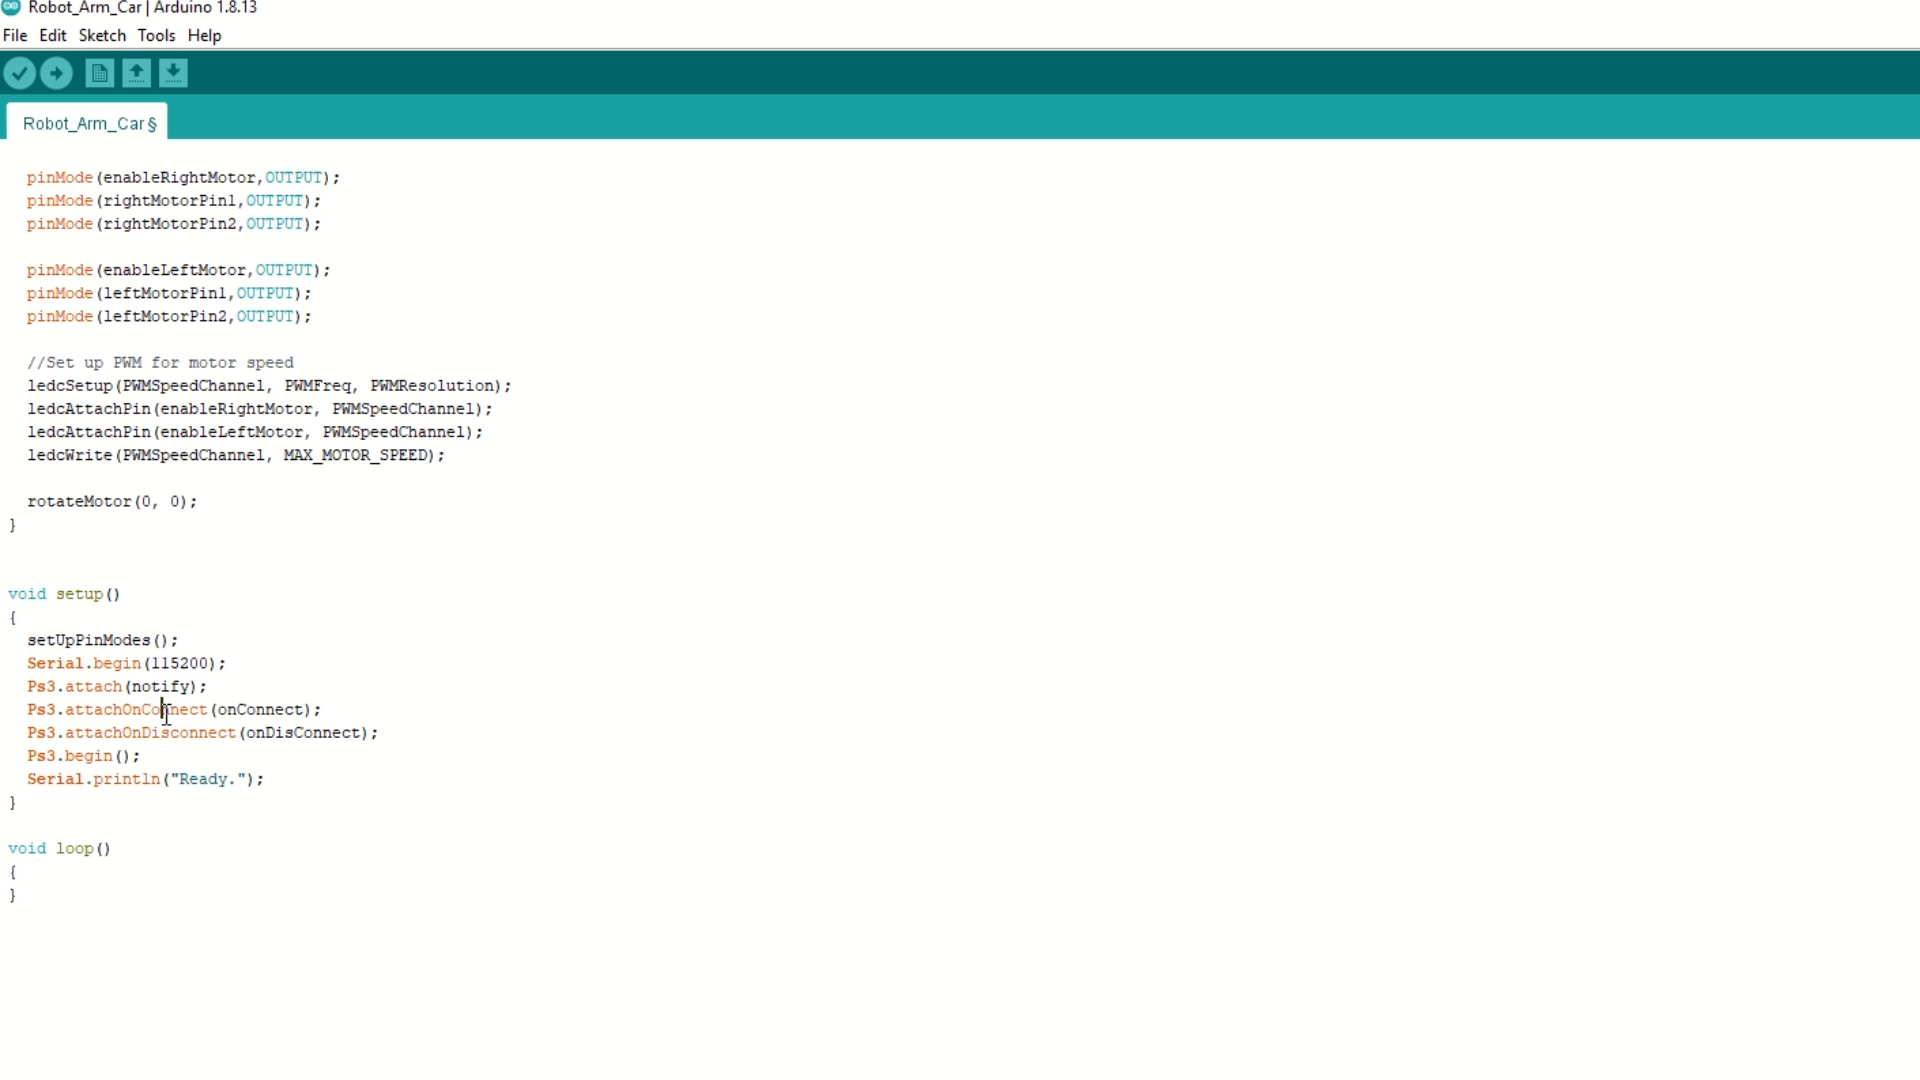 Robot_Arm_Car | Arduino 1.8.13
File Edit Sketch Tools Help
Robot_Arm_Car §
pinMode(enableRightMotor,OUTPUT);
pinMode(rightMotorPin1,OUTPUT);
pinMode(rightMotorPin2,OUTPUT);
pinMode(enableLeftMotor,OUTPUT);
pinMode(leftMotorPin1,OUTPUT);
pinMode(leftMotorPin2,OUTPUT);
//Set up PWM for motor speed
ledcSetup(PWMSpeedChannel, PWMFreq, PWMResolution);
ledcAttachPin(enableRightMotor, PWMSpeedChannel);
ledcAttachPin(enableLeftMotor, PWMSpeedChannel);
ledcWrite(PWMSpeedChannel, MAX_MOTOR_SPEED);
rotateMotor(0, 0);
}
void setup()
{
setUpPinModes();
Serial.begin(115200);
Ps3.attach(notify);
Ps3.attachOnConnect(onConnect);
Ps3.attachOnDisconnect(onDisConnect);
Ps3.begin();
Serial.println("Ready.");
}
void loop()
{
}